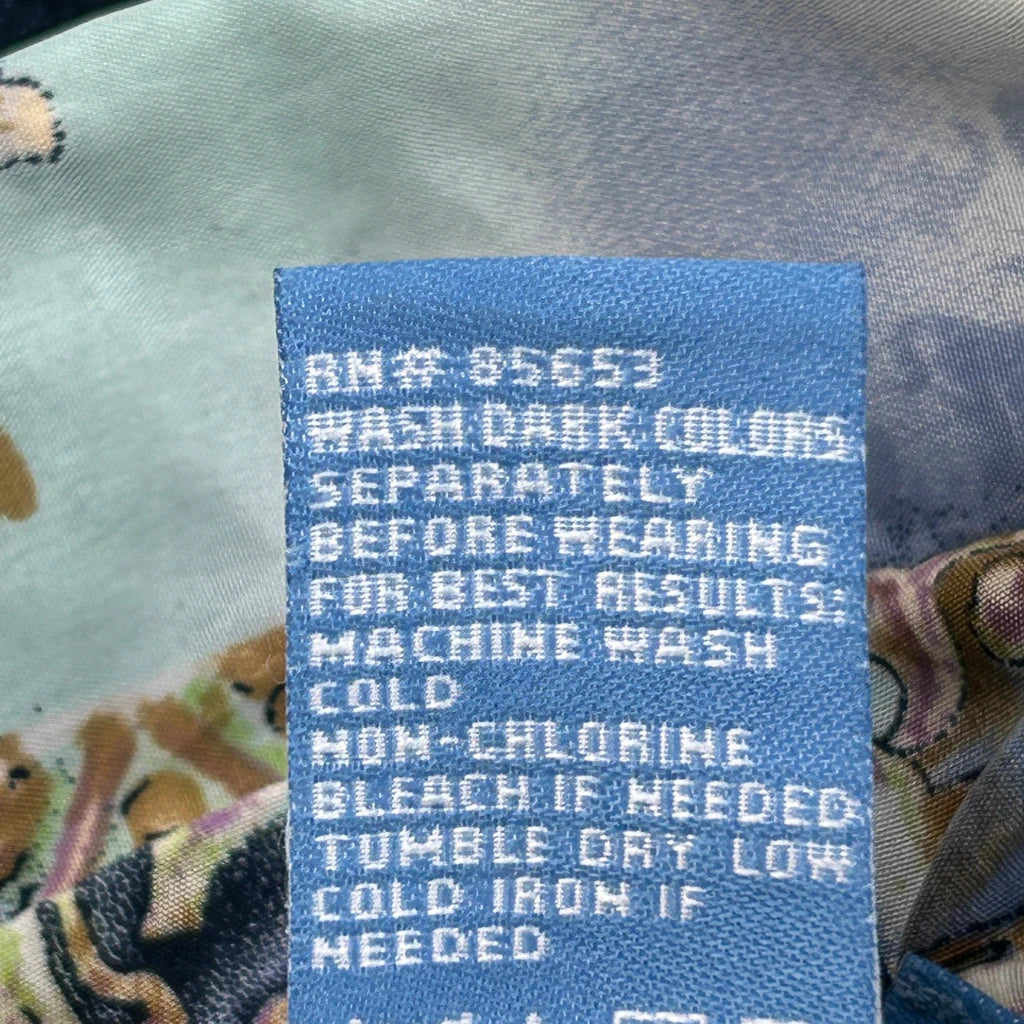 RN# 85653
WASH DARK COLORS
SEPARATELY
BEFORE WEARING
FOR BEST RESULTS:
MACHINE WASH
COLD
NON-CHLORINE
BLEACH IF NEEDED
TUMBLE DRY LOW
COLD IRON IF
NEEDED